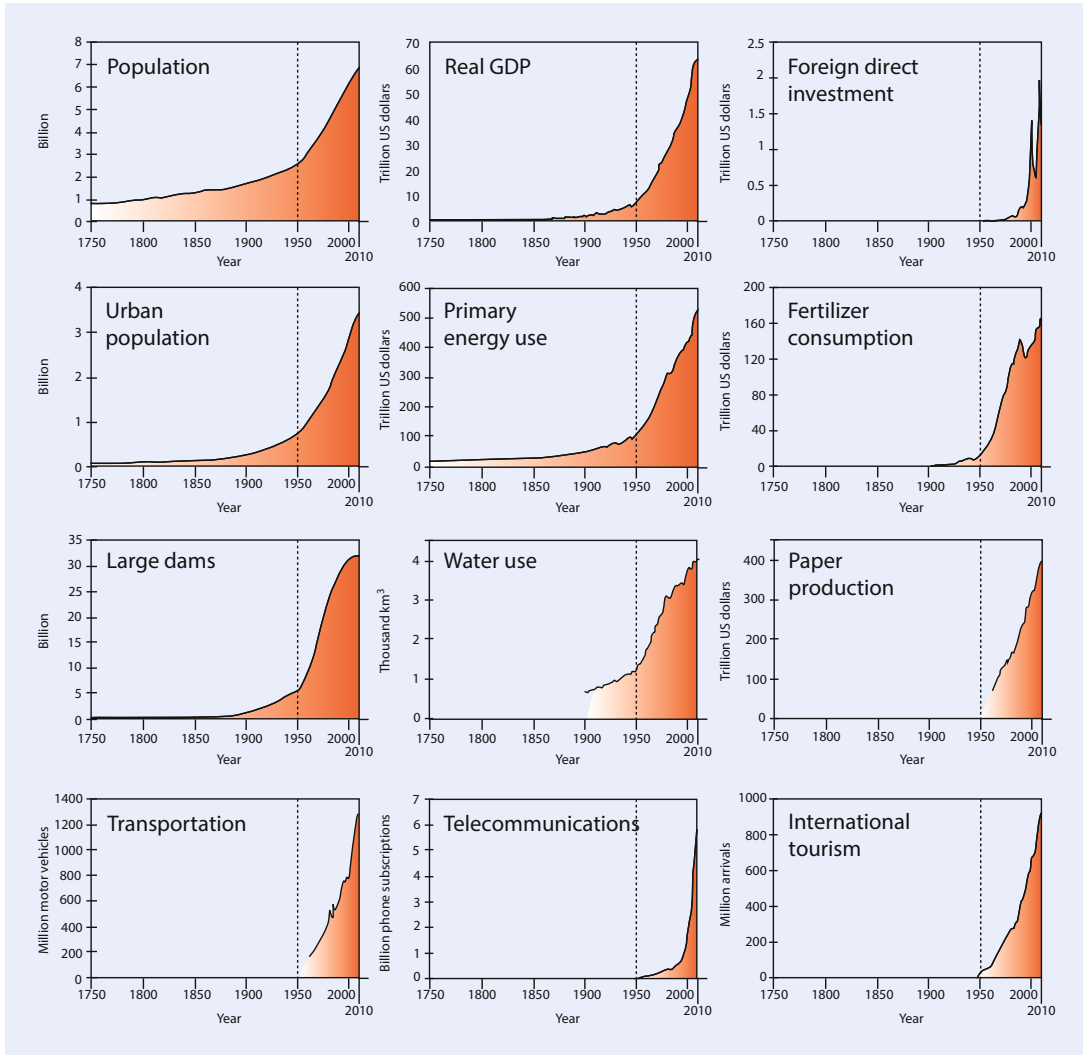 Population
Billion
8
7
6
5
4
3
2
1
0
1750 1800 1850 1900 1950 2000
2010
Year
Real GDP
Trillion US dollars
70
60
50
40
30
20
10
0
1750 1800 1850 1900 1950 2000
2010
Year
Foreign direct
investment
Trillion US dollars
2.5
2
1.5
1
0.5
0
1750 1800 1850 1900 1950 2000
2010
Year
Urban
population
Billion
4
3
2
1
0
1750 1800 1850 1900 1950 2000
2010
Year
Primary
energy use
Trillion US dollars
600
500
400
300
200
100
0
1750 1800 1850 1900 1950 2000
2010
Year
Fertilizer
consumption
Trillion US dollars
200
160
120
80
40
0
1750 1800 1850 1900 1950 2000
2010
Year
Large dams
Billion
35
30
25
20
15
10
5
0
1750 1800 1850 1900 1950 2000
2010
Year
Water use
Thousand km³
4
3
2
1
0
1750 1800 1850 1900 1950 2000
2010
Year
Paper
production
Trillion US dollars
400
300
200
100
0
1750 1800 1850 1900 1950 2000
2010
Year
Transportation
Million motor vehicles
1400
1200
1000
800
600
400
200
0
1750 1800 1850 1900 1950 2000
2010
Year
Telecommunications
Billion phone subscriptions
7
6
5
4
3
2
1
0
1750 1800 1850 1900 1950 2000
2010
Year
International
tourism
Million arrivals
1000
800
600
400
200
0
1750 1800 1850 1900 1950 2000
2010
Year